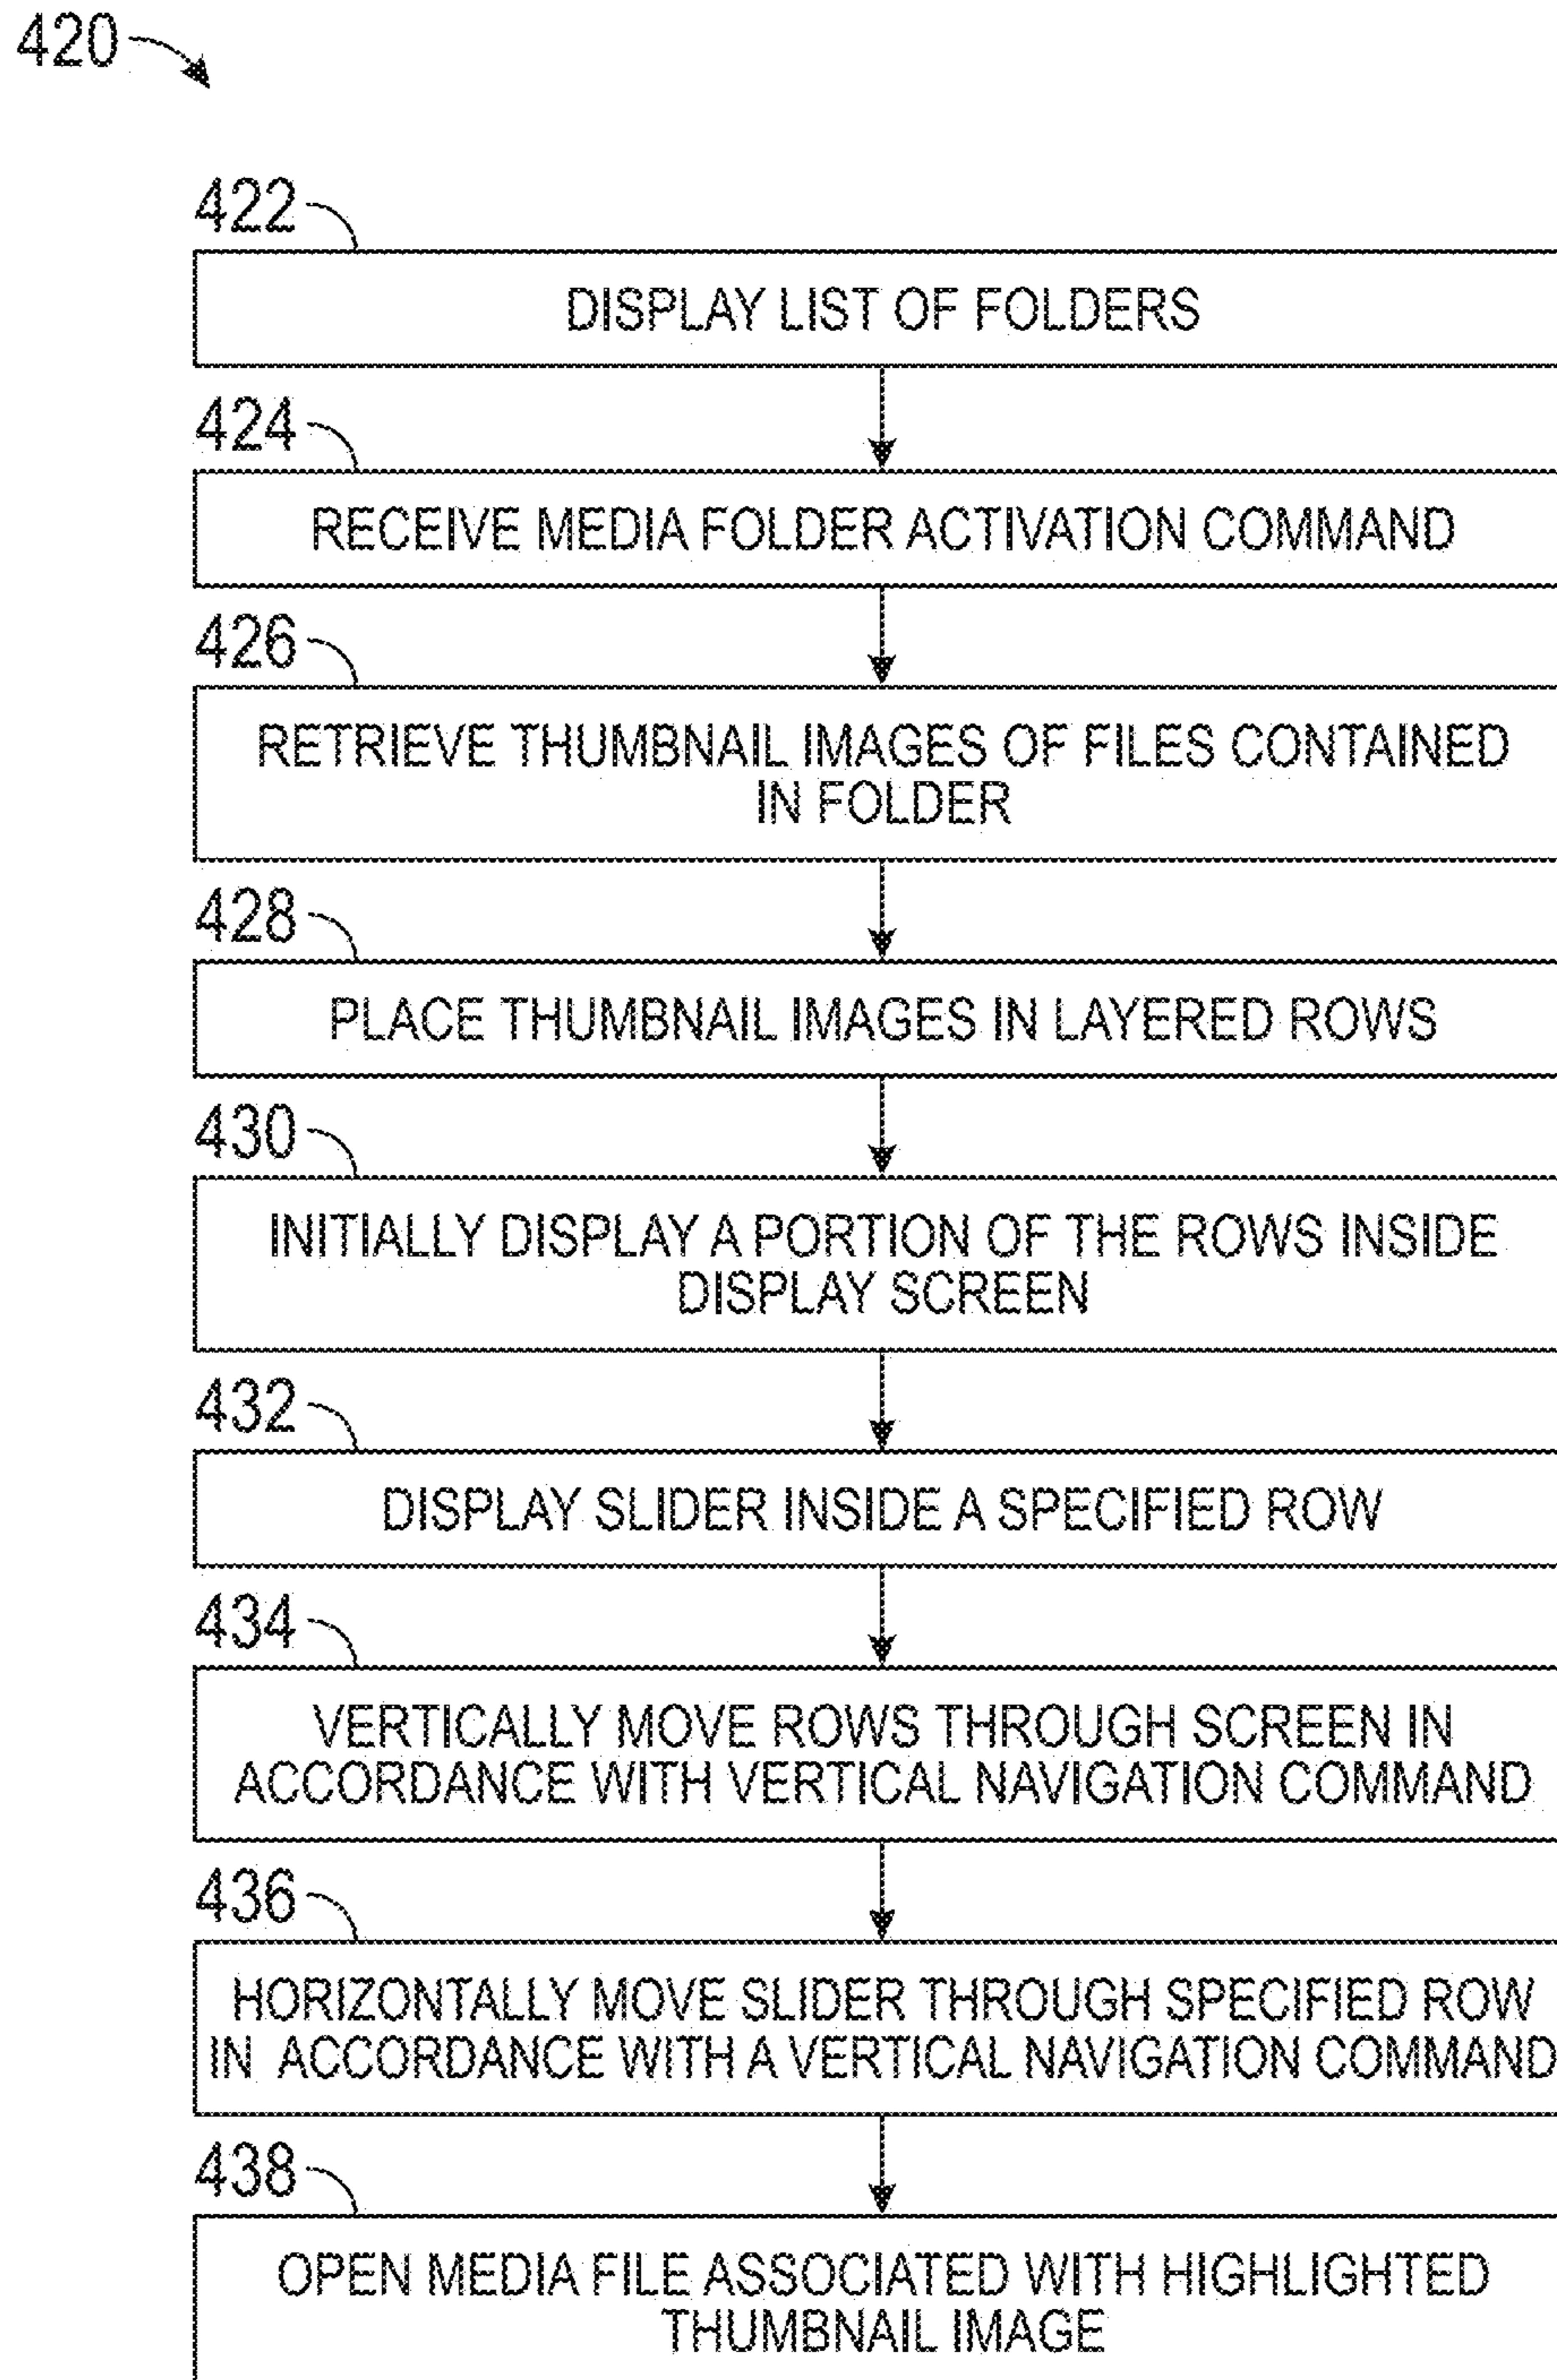 420
422
DISPLAY LIST OF FOLDERS
424
RECEIVE MEDIA FOLDER ACTIVATION COMMAND
426
RETRIEVE THUMBNAIL IMAGES OF FILES CONTAINED
IN FOLDER
428
PLACE THUMBNAIL IMAGES IN LAYERED ROWS
430
INITIALLY DISPLAY A PORTION OF THE ROWS INSIDE
DISPLAY SCREEN
432
DISPLAY SLIDER INSIDE A SPECIFIED ROW
434
VERTICALLY MOVE ROWS THROUGH SCREEN IN
ACCORDANCE WITH VERTICAL NAVIGATION COMMAND
436
HORIZONTALLY MOVE SLIDER THROUGH SPECIFIED ROW
IN ACCORDANCE WITH A VERTICAL NAVIGATION COMMAND
438
OPEN MEDIA FILE ASSOCIATED WITH HIGHLIGHTED
THUMBNAIL IMAGE